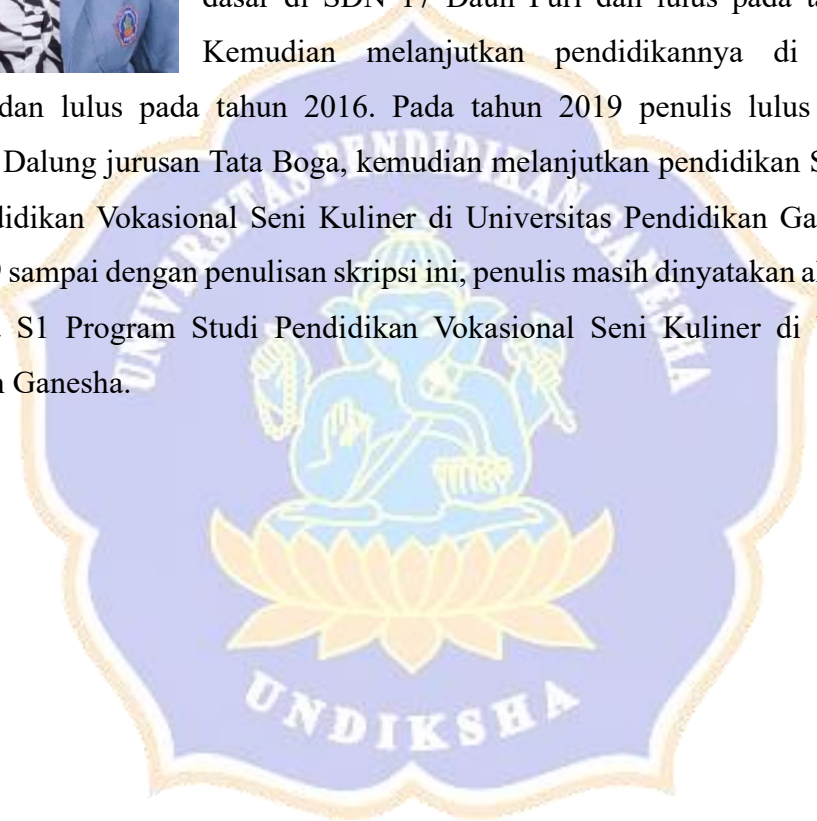 dasar di SDN 17 Dauh Puri dan lulus pada
Kemudian melanjutkan pendidikannya di
dan lulus pada tahun 2016. Pada tahun 2019 penulis lulus
Dalung jurusan Tata Boga, kemudian melanjutkan pendidikan
Vokasional Seni Kuliner di Universitas Pendidikan
sampai dengan penulisan skripsi ini, penulis masih dinyatakan
S1 Program Studi Pendidikan Vokasional Seni Kuliner di
Ganesha.
UNIVERSITAS PENDIDIKAN GANESHA
UNDIKSHA